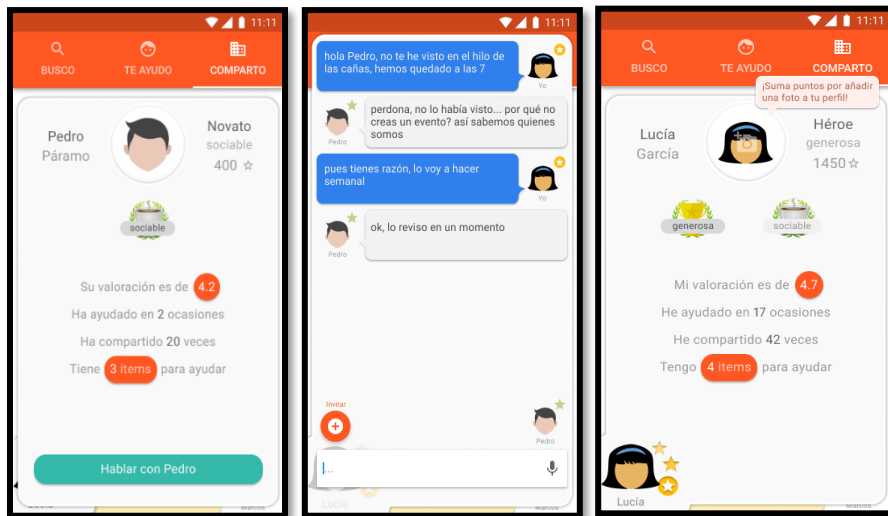 11:11
BUSCO
TE AYUDO
COMPARTO
Pedro
Páramo
Novato
sociable
400
sociable
Su valoración es de 4.2
Ha ayudado en 2 ocasiones
Ha compartido 20 veces
Tiene 3 items para ayudar
Hablar con Pedro
Lucía
Marcos
11:11
hola Pedro, no te he visto en el hilo de
las cañas, hemos quedado a las 7
Yo
perdona, no lo había visto... por qué no
creas un evento? así sabemos quienes
somos
Pedro
pues tienes razón, lo voy a hacer
semanal
Yo
ok, lo reviso en un momento
Pedro
Invitar
Pedro
...
Lucía
Marcos
11:11
BUSCO
TE AYUDO
COMPARTO
¡Suma puntos por añadir
una foto a tu perfil!
Lucía
García
Héroe
generosa
1450
generosa
sociable
Mi valoración es de 4.7
He ayudado en 17 ocasiones
He compartido 42 veces
Tengo 4 items para ayudar
Lucía
Marcos